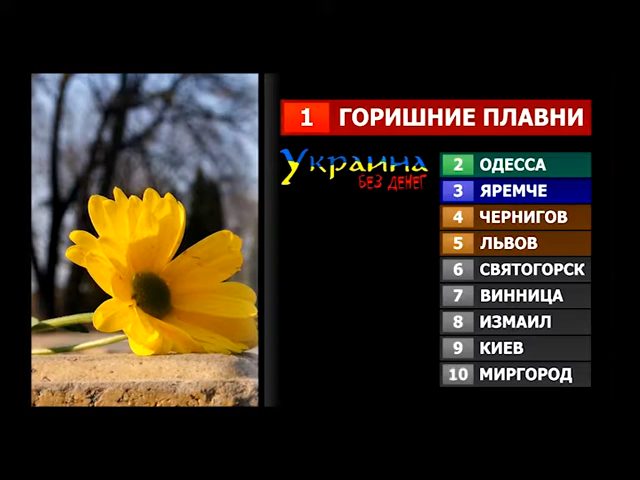 1 ГОРИШНИЕ ПЛАВНИ
Украина
БЕЗ ДЕНЕГ
2 ОДЕССА
3 ЯРЕМЧЕ
4 ЧЕРНИГОВ
5 ЛЬВОВ
6 СВЯТОГОРСК
7 ВИННИЦА
8 ИЗМАИЛ
9 КИЕВ
10 МИРГОРОД